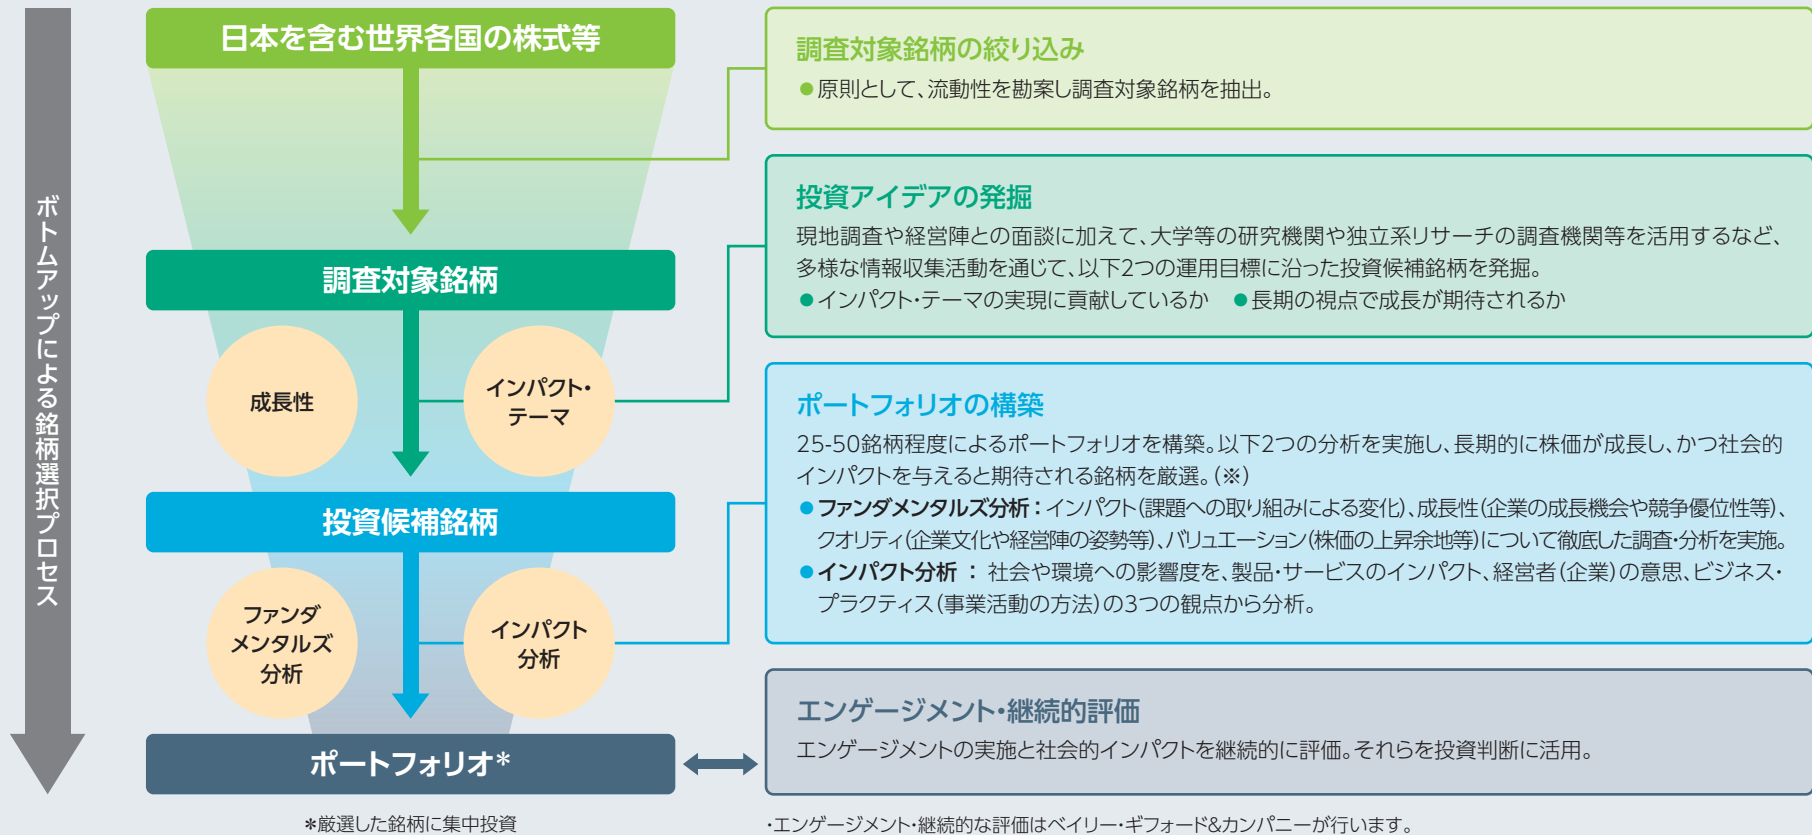 ボトムアップによる銘柄選択プロセス
日本を含む世界各国の株式等
調査対象銘柄の絞り込み
●原則として、流動性を勘案し調査対象銘柄を抽出。
調査対象銘柄
投資アイデアの発掘
現地調査や経営陣との面談に加えて、大学等の研究機関や独立系リサーチの調査機関等を活用するなど、
多様な情報収集活動を通じて、以下2つの運用目標に沿った投資候補銘柄を発掘。
●インパクト・テーマの実現に貢献しているか ●長期の視点で成長が期待されるか
成長性
インパクト・
テーマ
投資候補銘柄
ポートフォリオの構築
25-50銘柄程度によるポートフォリオを構築。以下2つの分析を実施し、長期的に株価が成長し、かつ社会的
インパクトを与えると期待される銘柄を厳選。(※)
●ファンダメンタルズ分析：インパクト(課題への取り組みによる変化)、成長性(企業の成長機会や競争優位性等)、
クオリティ(企業文化や経営陣の姿勢等)、バリュエーション(株価の上昇余地等)について徹底した調査・分析を実施。
●インパクト分析 ： 社会や環境への影響度を、製品・サービスのインパクト、経営者(企業)の意思、ビジネス・
プラクティス(事業活動の方法)の3つの観点から分析。
ファンダ
メンタルズ
分析
インパクト
分析
ポートフォリオ*
エンゲージメント・継続的評価
エンゲージメントの実施と社会的インパクトを継続的に評価。それらを投資判断に活用。
*厳選した銘柄に集中投資
・エンゲージメント・継続的な評価はベイリー・ギフォード&カンパニーが行います。